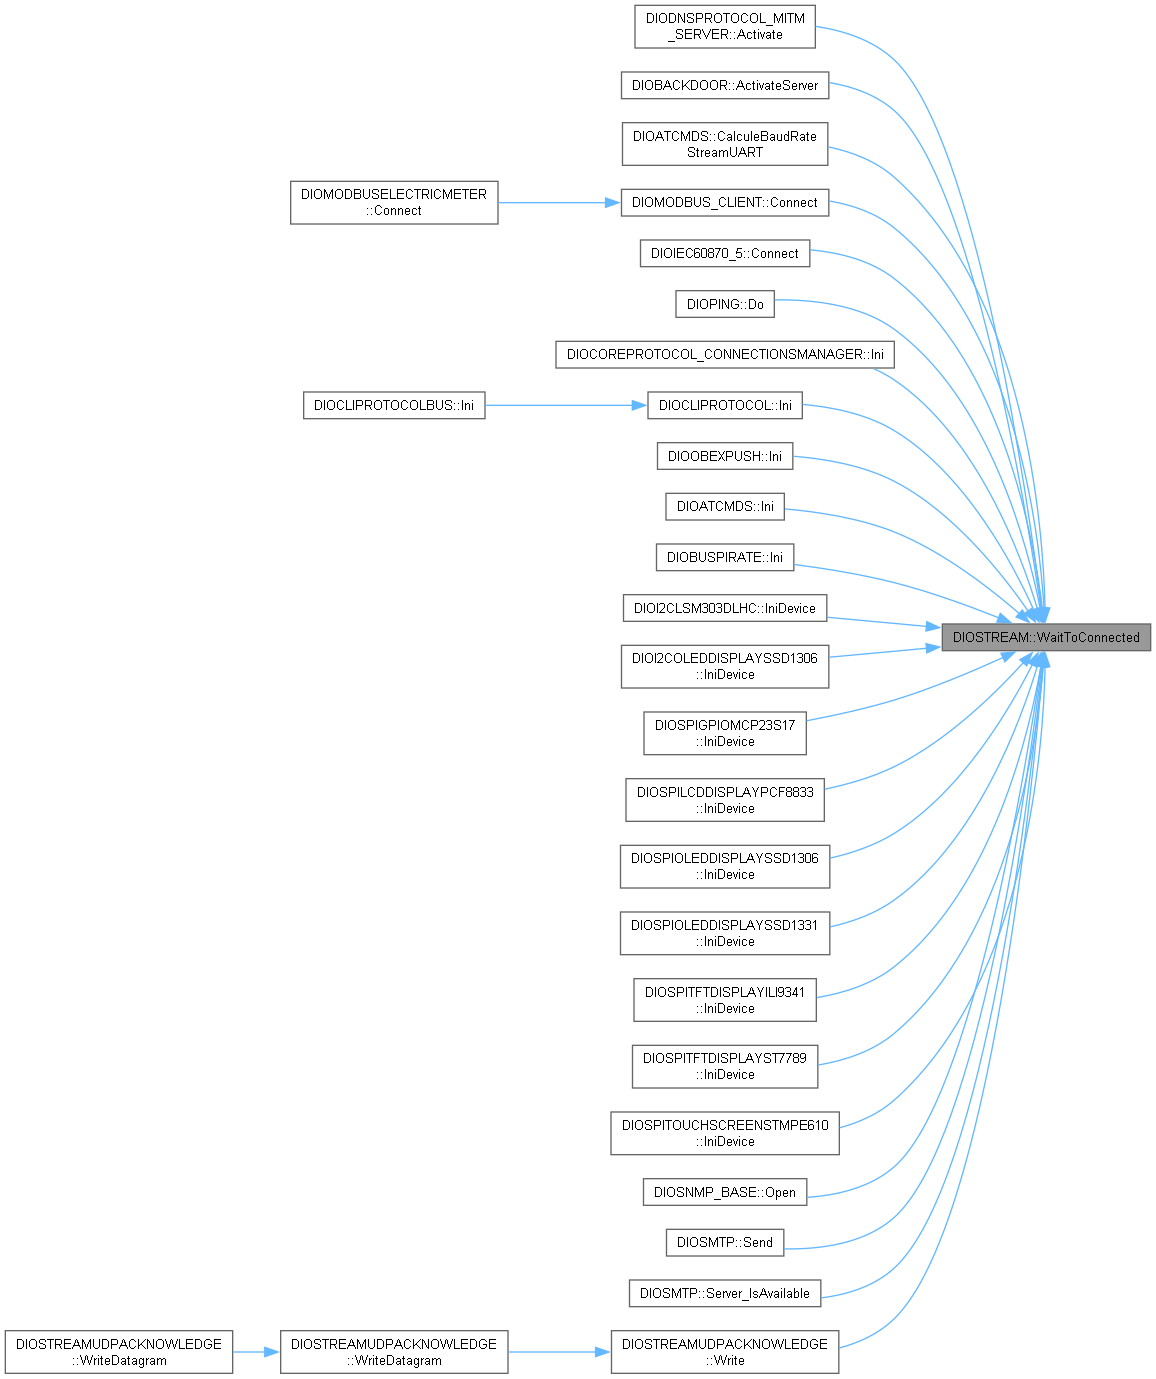 DIODNSPROTOCOL_MITM
_SERVER::Activate
DIOBACKDOOR::ActivateServer
DIOATCMDS::CalculeBaudRate
StreamUART
DIOMODBUSELECTRICMETER
::Connect
DIOMODBUS_CLIENT::Connect
DIOIEC60870_5::Connect
DIOPING::Do
DIOCOREPROTOCOL_CONNECTIONSMANAGER::Ini
DIOCLIPROTOCOLBUS::Ini
DIOCLIPROTOCOL::Ini
DIOOBEXPUSH::Ini
DIOATCMDS::Ini
DIOBUSPIRATE::Ini
DIOI2CLSM303DLHC::IniDevice
DIOSTREAM::WaitToConnected
DIOI2COLEDDISPLAYSSD1306
::IniDevice
DIOSPIGPIOMCP23S17
::IniDevice
DIOSPILCDDISPLAYPCF8833
::IniDevice
DIOSPIOLEDDISPLAYSSD1306
::IniDevice
DIOSPIOLEDDISPLAYSSD1331
::IniDevice
DIOSPITFTDISPLAYILI9341
::IniDevice
DIOSPITFTDISPLAYST7789
::IniDevice
DIOSPITOUCHSCREENSTMPE610
::IniDevice
DIOSNMP_BASE::Open
DIOSMTP::Send
DIOSMTP::Server_IsAvailable
DIOSTREAMUDPACKNOWLEDGE
::WriteDatagram
DIOSTREAMUDPACKNOWLEDGE
::WriteDatagram
DIOSTREAMUDPACKNOWLEDGE
::Write